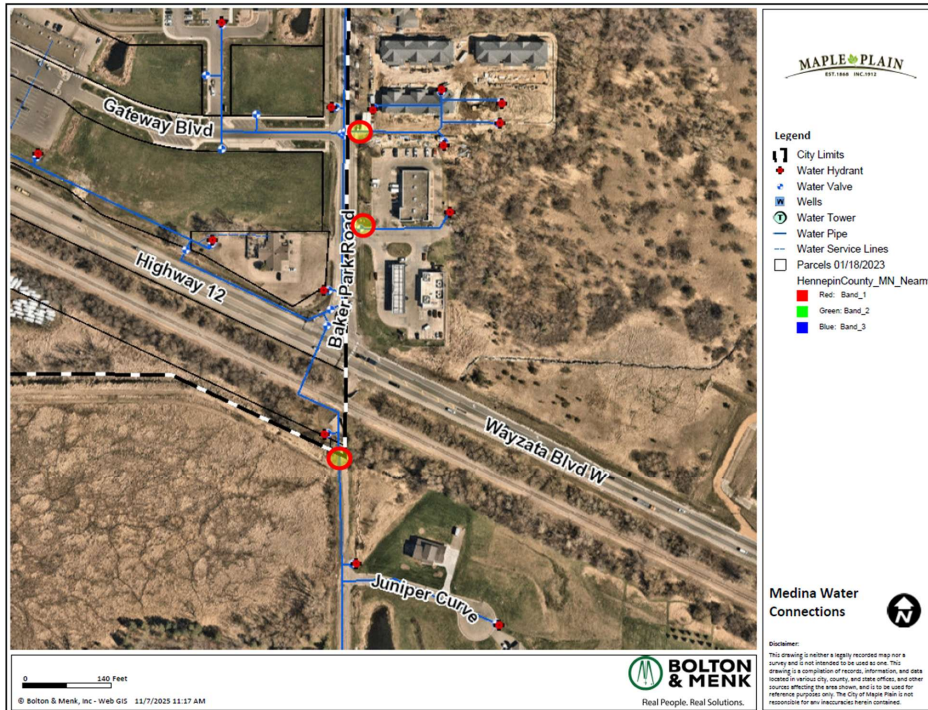 Gateway Blvd
Highway 12
Baker Park Road
Wayzata Blvd W
Juniper Curve
MAPLE PLAIN
EST.1868 INC.1912
Legend
City Limits
Water Hydrant
Water Valve
W Wells
T Water Tower
Water Pipe
Water Service Lines
Parcels 01/18/2023
HennepinCounty_MN_Nearm
Red: Band_1
Green: Band_2
Blue: Band_3
Medina Water
Connections
N
Disclaimer:
This drawing is neither a legally recorded map nor a
survey and is not intended to be used as one. This
drawing is a compilation of records, information, and data
located in various city, county, and state offices, and other
sources affecting the area shown, and is to be used for
reference purposes only. The City of Maple Plain is not
responsible for any inaccuracies herein contained.
0 140 Feet
© Bolton & Menk, Inc - Web GIS 11/7/2025 11:17 AM
BOLTON
& MENK
Real People. Real Solutions.